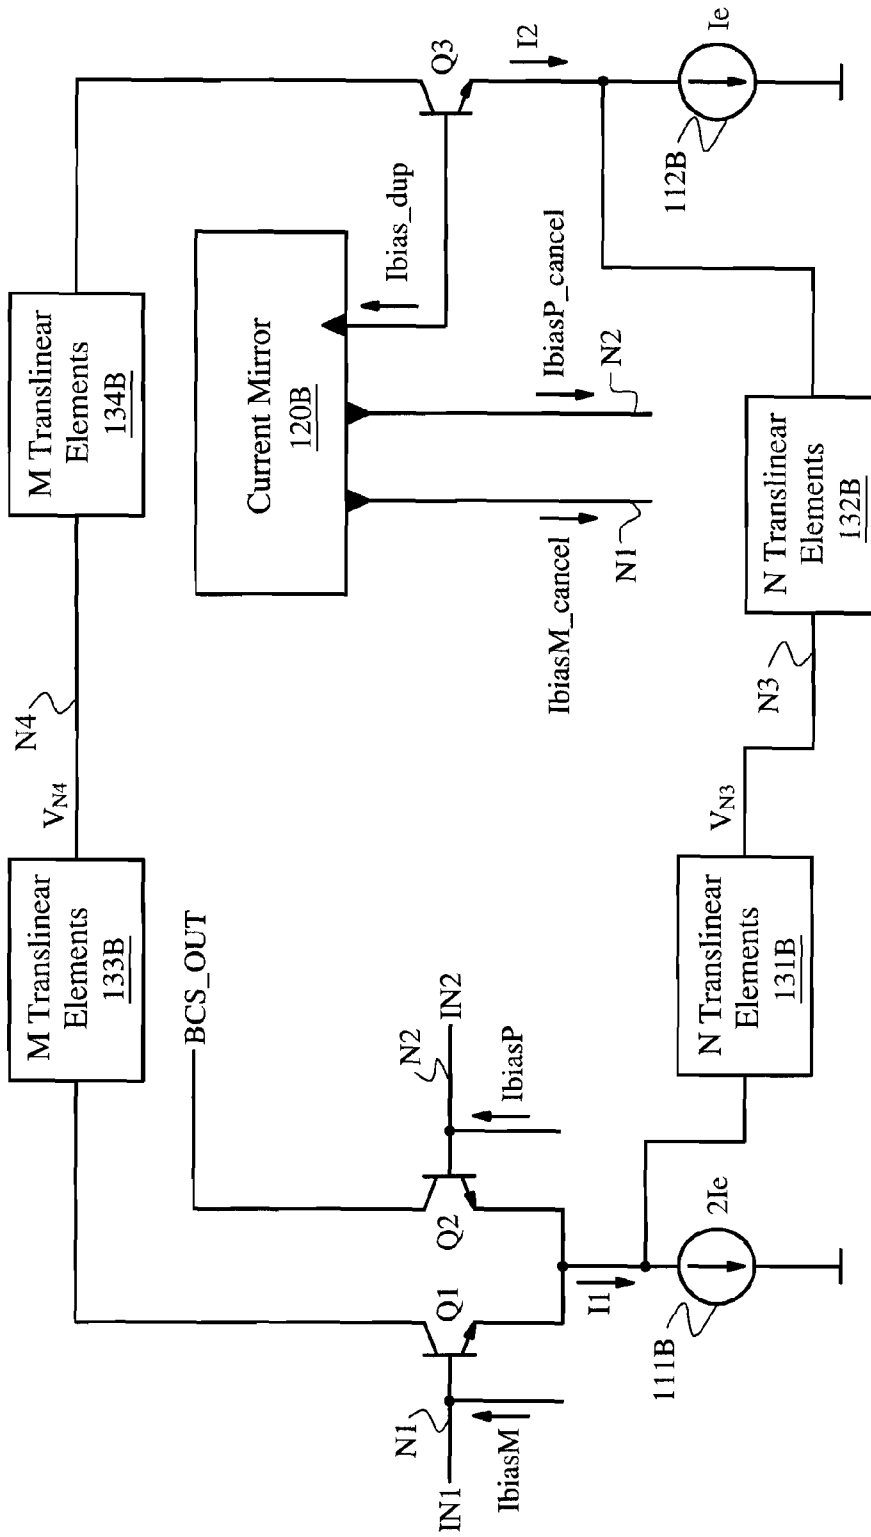 M Translinear
Elements
133B
VN4
N4
M Translinear
Elements
134B
BCS_OUT
Current Mirror
120B
Ibias_dup
Q3
I2
IN1
N1
IbiasM
Q1
Q2
N2
IN2
IbiasP
IbiasM_cancel
N1
IbiasP_cancel
N2
I1
111B
2Ie
N Translinear
Elements
131B
VN3
N3
N Translinear
Elements
132B
112B
Ie